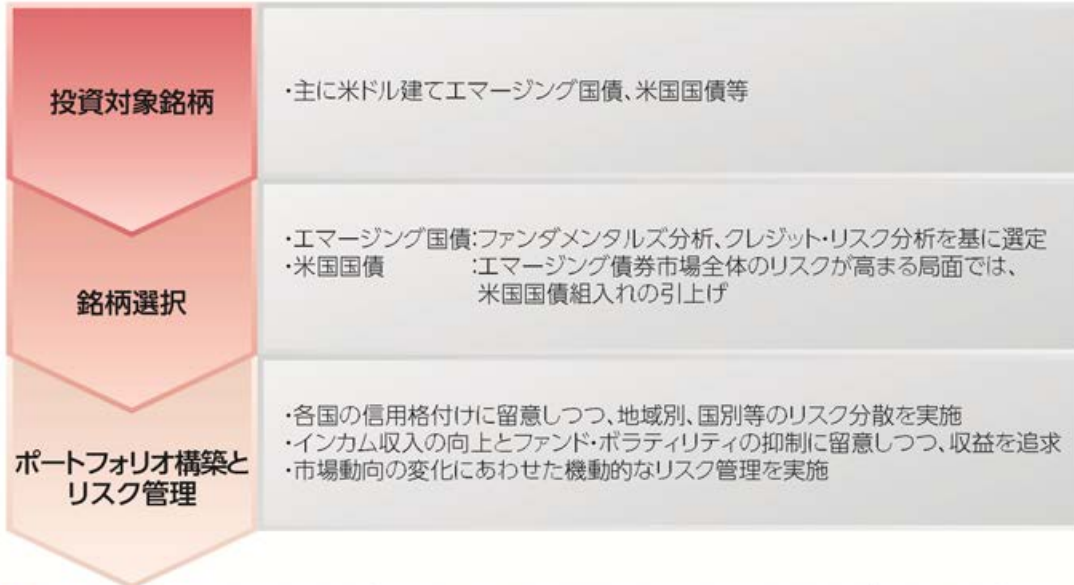 投資対象銘柄
・主に米ドル建てエマージング国債、米国国債等
銘柄選択
・エマージング国債:ファンダメンタルズ分析、クレジット・リスク分析を基に選定
・米国国債 :エマージング債券市場全体のリスクが高まる局面では、
米国国債組入れの引上げ
ポートフォリオ構築と
リスク管理
・各国の信用格付けに留意しつつ、地域別、国別等のリスク分散を実施
・インカム収入の向上とファンド・ボラティリティの抑制に留意しつつ、収益を追求
・市場動向の変化にあわせた機動的なリスク管理を実施